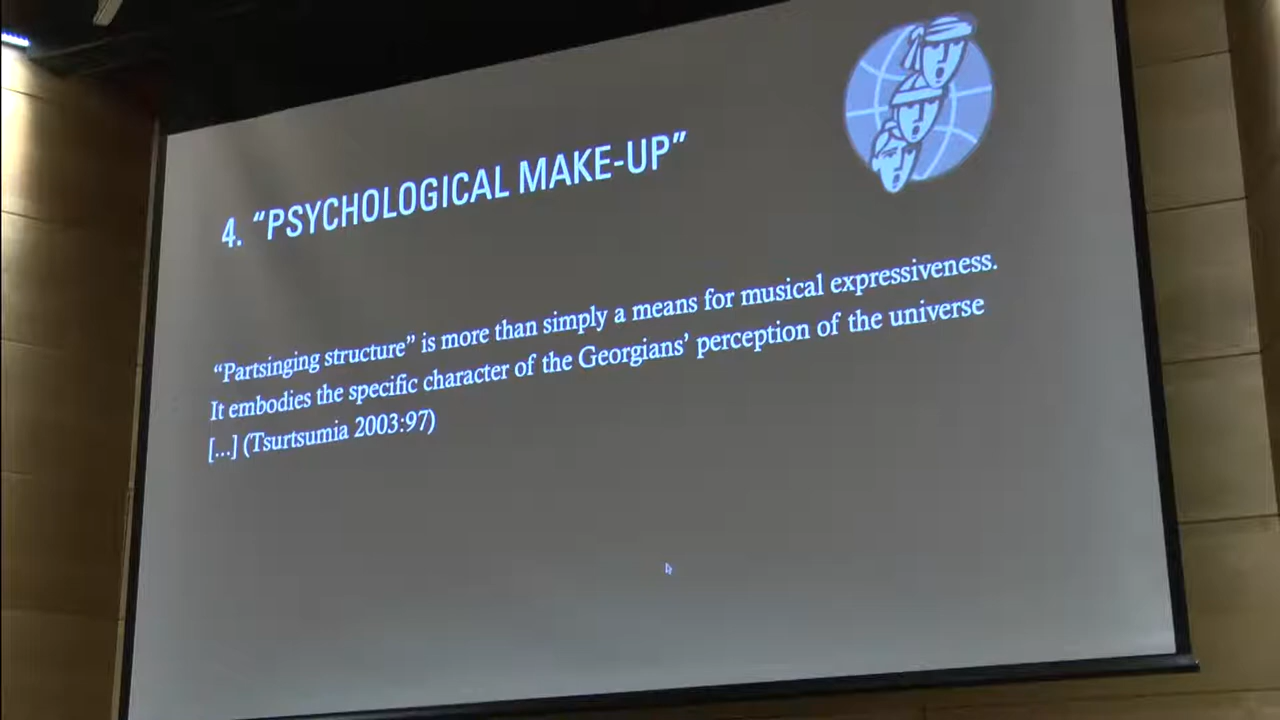 4. “PSYCHOLOGICAL MAKE-UP”
“Partsinging structure” is more than simply a means for musical expressiveness.
It embodies the specific character of the Georgians’ perception of the universe
[...] (Tsurtsumia 2003:97)